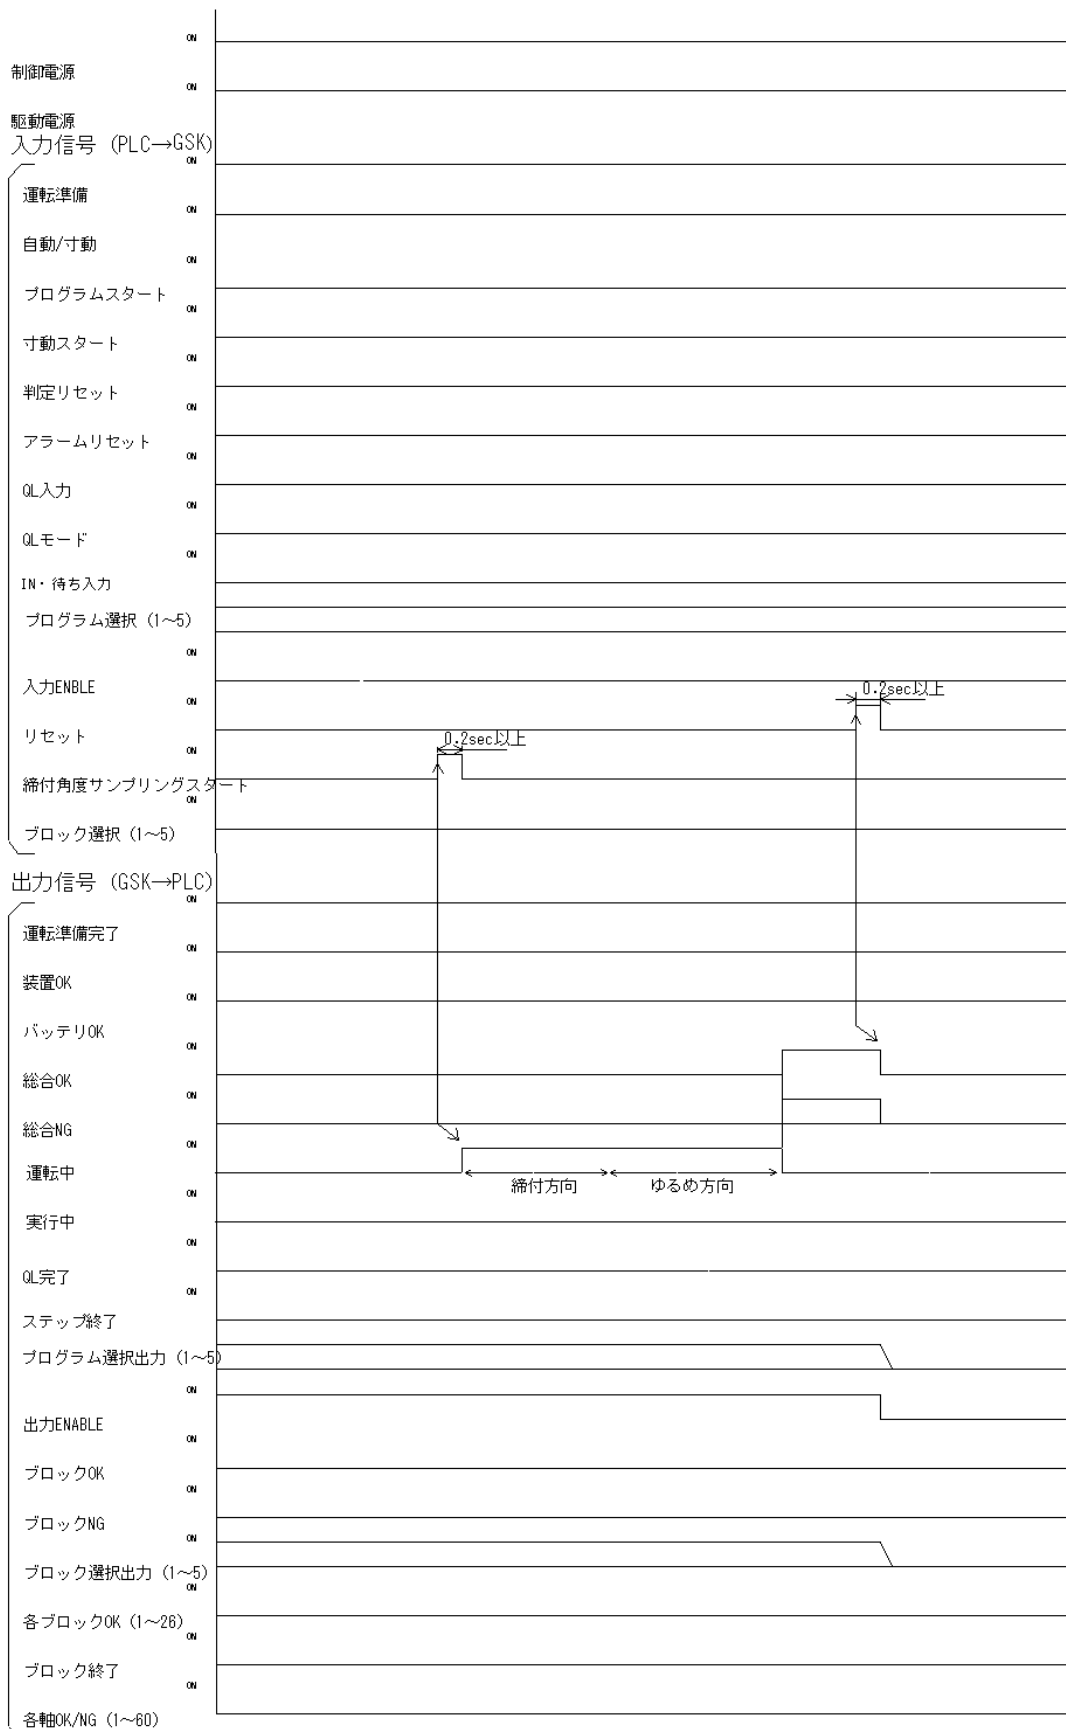 ON
制御電源
ON
駆動電源
入力信号 (PLC→GSK)
ON
運転準備
ON
自動/寸動
ON
プログラムスタート
ON
寸動スタート
ON
判定リセット
ON
アラームリセット
ON
QL入力
ON
QLモード
ON
IN・待ち入力
プログラム選択 (1～5)
ON
入力ENBLE
0.2sec以上
ON
リセット
0.2sec以上
ON
締付角度サンプリングスタート
ON
ブロック選択 (1～5)
出力信号 (GSK→PLC)
ON
運転準備完了
ON
装置OK
ON
バッテリOK
ON
総合OK
ON
総合NG
ON
運転中
締付方向 ゆるめ方向
ON
実行中
ON
QL完了
ON
ステップ終了
プログラム選択出力 (1～5)
ON
出力ENABLE
ON
ブロックOK
ON
ブロックNG
ON
ブロック選択出力 (1～5)
ON
各ブロックOK (1～26)
ON
ブロック終了
ON
各軸OK/NG (1～60)